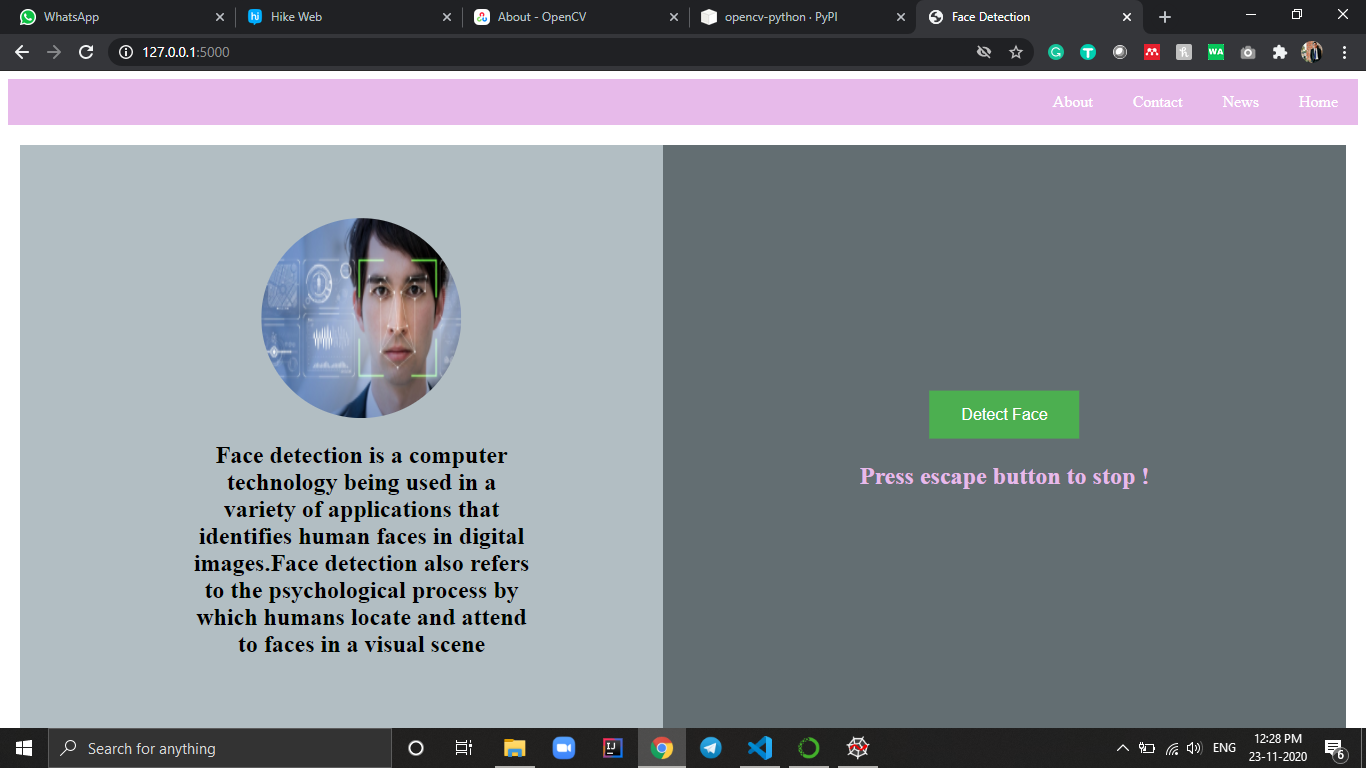 WhatsApp
Hike Web
About - OpenCV
opencv-python · PyPI
Face Detection
127.0.0.1:5000
WA
About Contact News Home
Face detection is a computer
technology being used in a
variety of applications that
identifies human faces in digital
images.Face detection also refers
to the psychological process by
which humans locate and attend
to faces in a visual scene
Detect Face
Press escape button to stop !
Search for anything
ENG
12:28 PM
23-11-2020
6